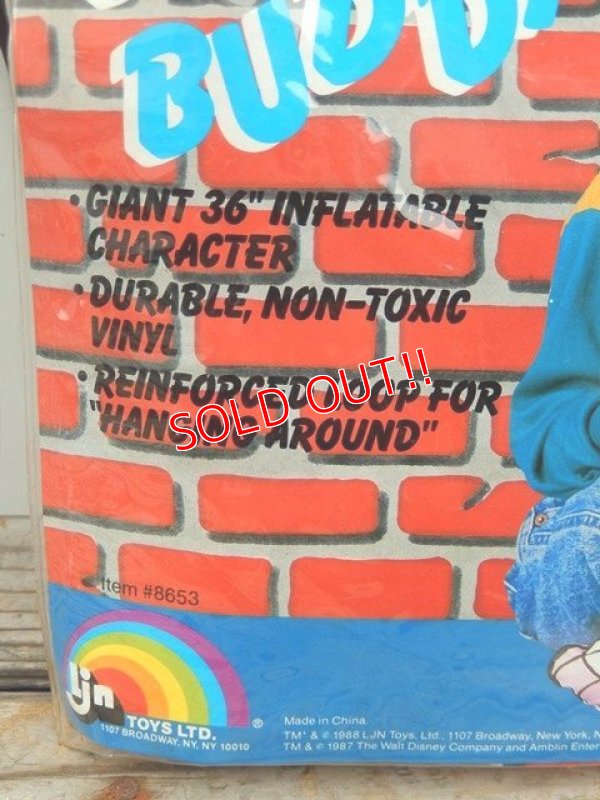 BUDD
• GIANT 36" INFLATABLE
CHARACTER
• DURABLE, NON-TOXIC
VINYL
• REINFORCED LOOP FOR
"HANGING AROUND"
SOLD OUT!!
Item #8653
ljn
TOYS LTD. ®
1107 BROADWAY, NY, NY 10010
Made in China.
TM* & © 1988 LJN Toys, Ltd., 1107 Broadway, New York, N
TM & © 1987 The Walt Disney Company and Amblin Enter